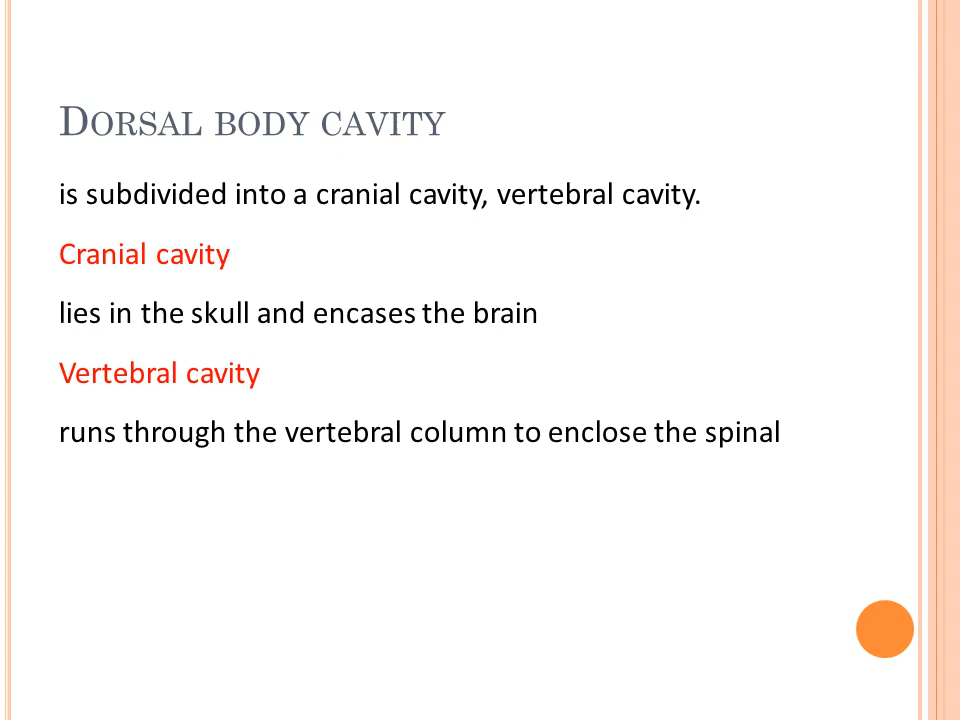 Dorsal body cavity
is subdivided into a cranial cavity, vertebral cavity.
Cranial cavity
lies in the skull and encases the brain
Vertebral cavity
runs through the vertebral column to enclose the spinal